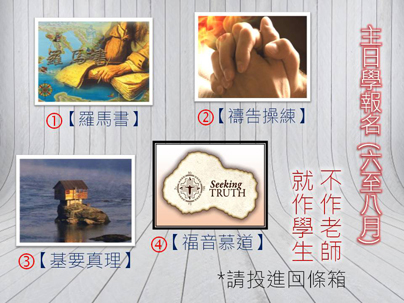 主日學報名(六至八月)
羅馬書
①【羅馬書】
②【禱告操練】
Seeking
TRUTH
③【基要真理】
④【福音慕道】
不作老師
就作學生
*請投進回條箱